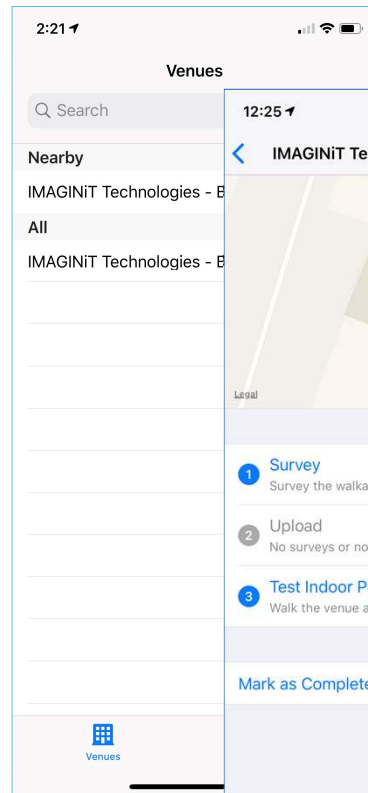 2:21
Venues
Search
Nearby
IMAGINiT Technologies - B
All
IMAGINiT Technologies - B
Venues
12:25
IMAGINiT Te
Legal
1
Survey
Survey the walka
2
Upload
No surveys or no
3
Test Indoor P
Walk the venue a
Mark as Complete